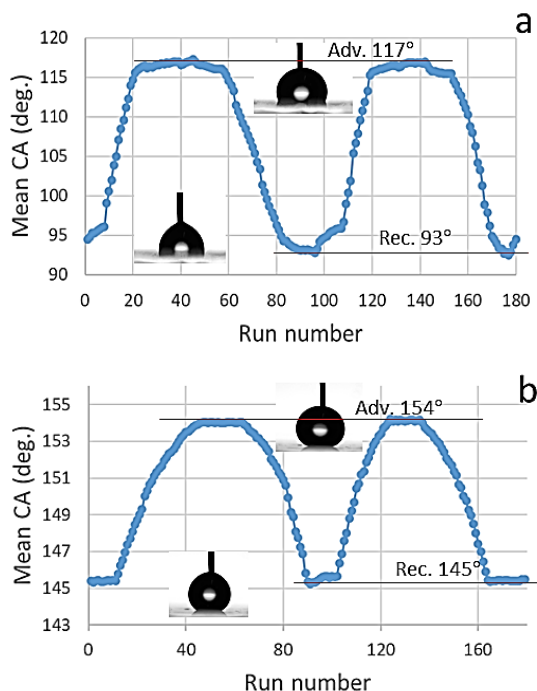 a
120
115
110
105
100
95
90
Mean CA (deg.)
Adv. 117°
Rec. 93°
0 20 40 60 80 100 120 140 160 180
Run number
b
155
153
151
149
147
145
143
Mean CA (deg.)
Adv. 154°
Rec. 145°
0 40 80 120 160
Run number